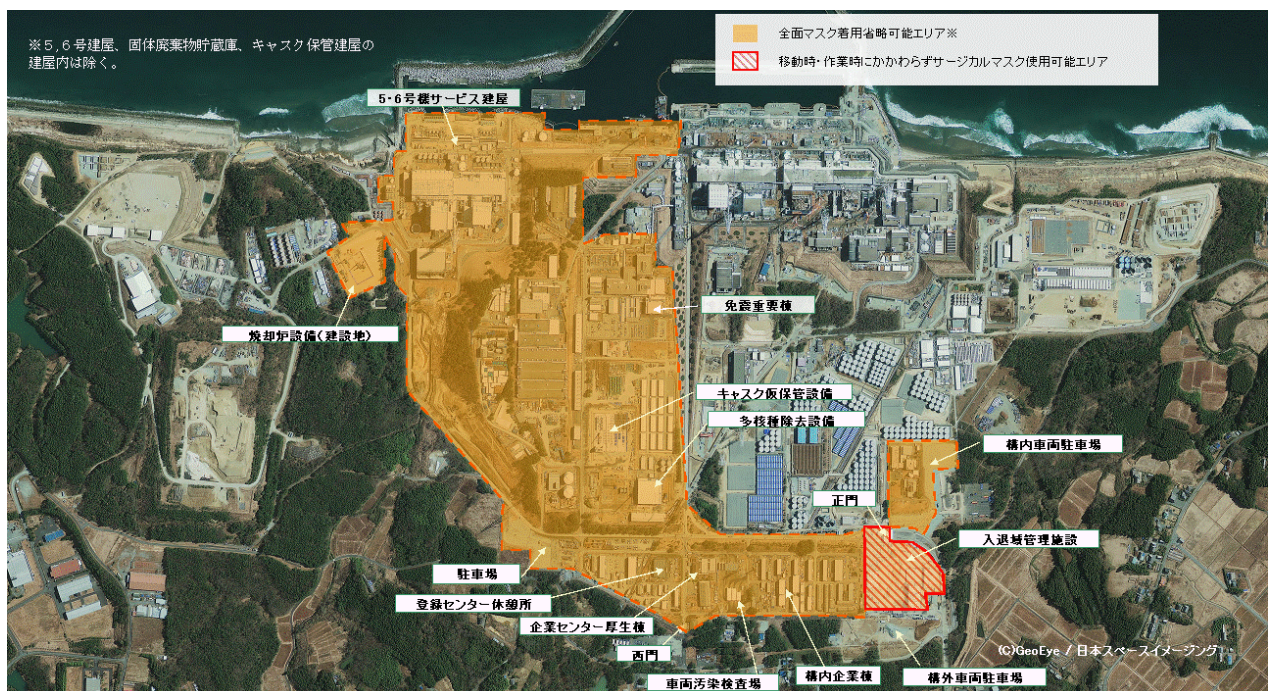 ※５，６号建屋、固体廃棄物貯蔵庫、キャスク保管建屋の
建屋内は除く。
全面マスク着用省略可能エリア※
移動時・作業時にかかわらずサージカルマスク使用可能エリア
5・6号機サービス建屋
免震重要棟
焼却炉設備（建設地）
キャスク仮保管設備
多核種除去設備
構内車両駐車場
正門
入退域管理施設
駐車場
登録センター休憩所
企業センター厚生棟
西門
車両汚染検査場
構内企業棟
構外車両駐車場
(C)GeoEye / 日本スペースイメージング